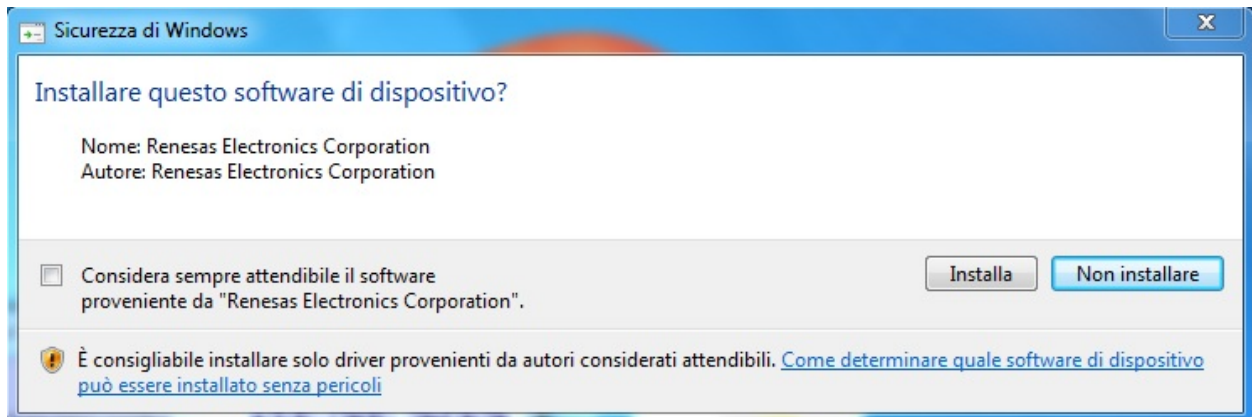 Sicurezza di Windows
Installare questo software di dispositivo?
Nome: Renesas Electronics Corporation
Autore: Renesas Electronics Corporation
Considera sempre attendibile il software
proveniente da "Renesas Electronics Corporation".
Installa
Non installare
È consigliabile installare solo driver provenienti da autori considerati attendibili. Come determinare quale software di dispositivo
può essere installato senza pericoli